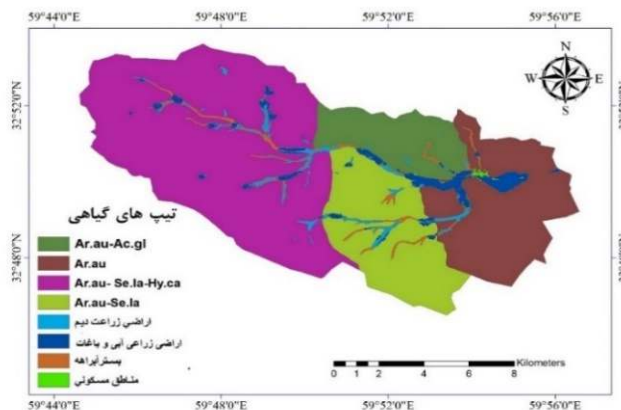 59°44'0"E 59°48'0"E 59°52'0"E 59°56'0"E
N
W E
S
32°52'0"N
32°48'0"N
تیپ های گیاهی
Ar.au-Ac.gl
Ar.au
Ar.au- Se.la-Hy.ca
Ar.au-Se.la
اراضي زراعت ديم
اراضی زراعی آبی و باغات
بسترآبراهه
مناطق مسکونی
Kilometers
0 1 2 4 6 8
59°44'0"E 59°48'0"E 59°52'0"E 59°56'0"E